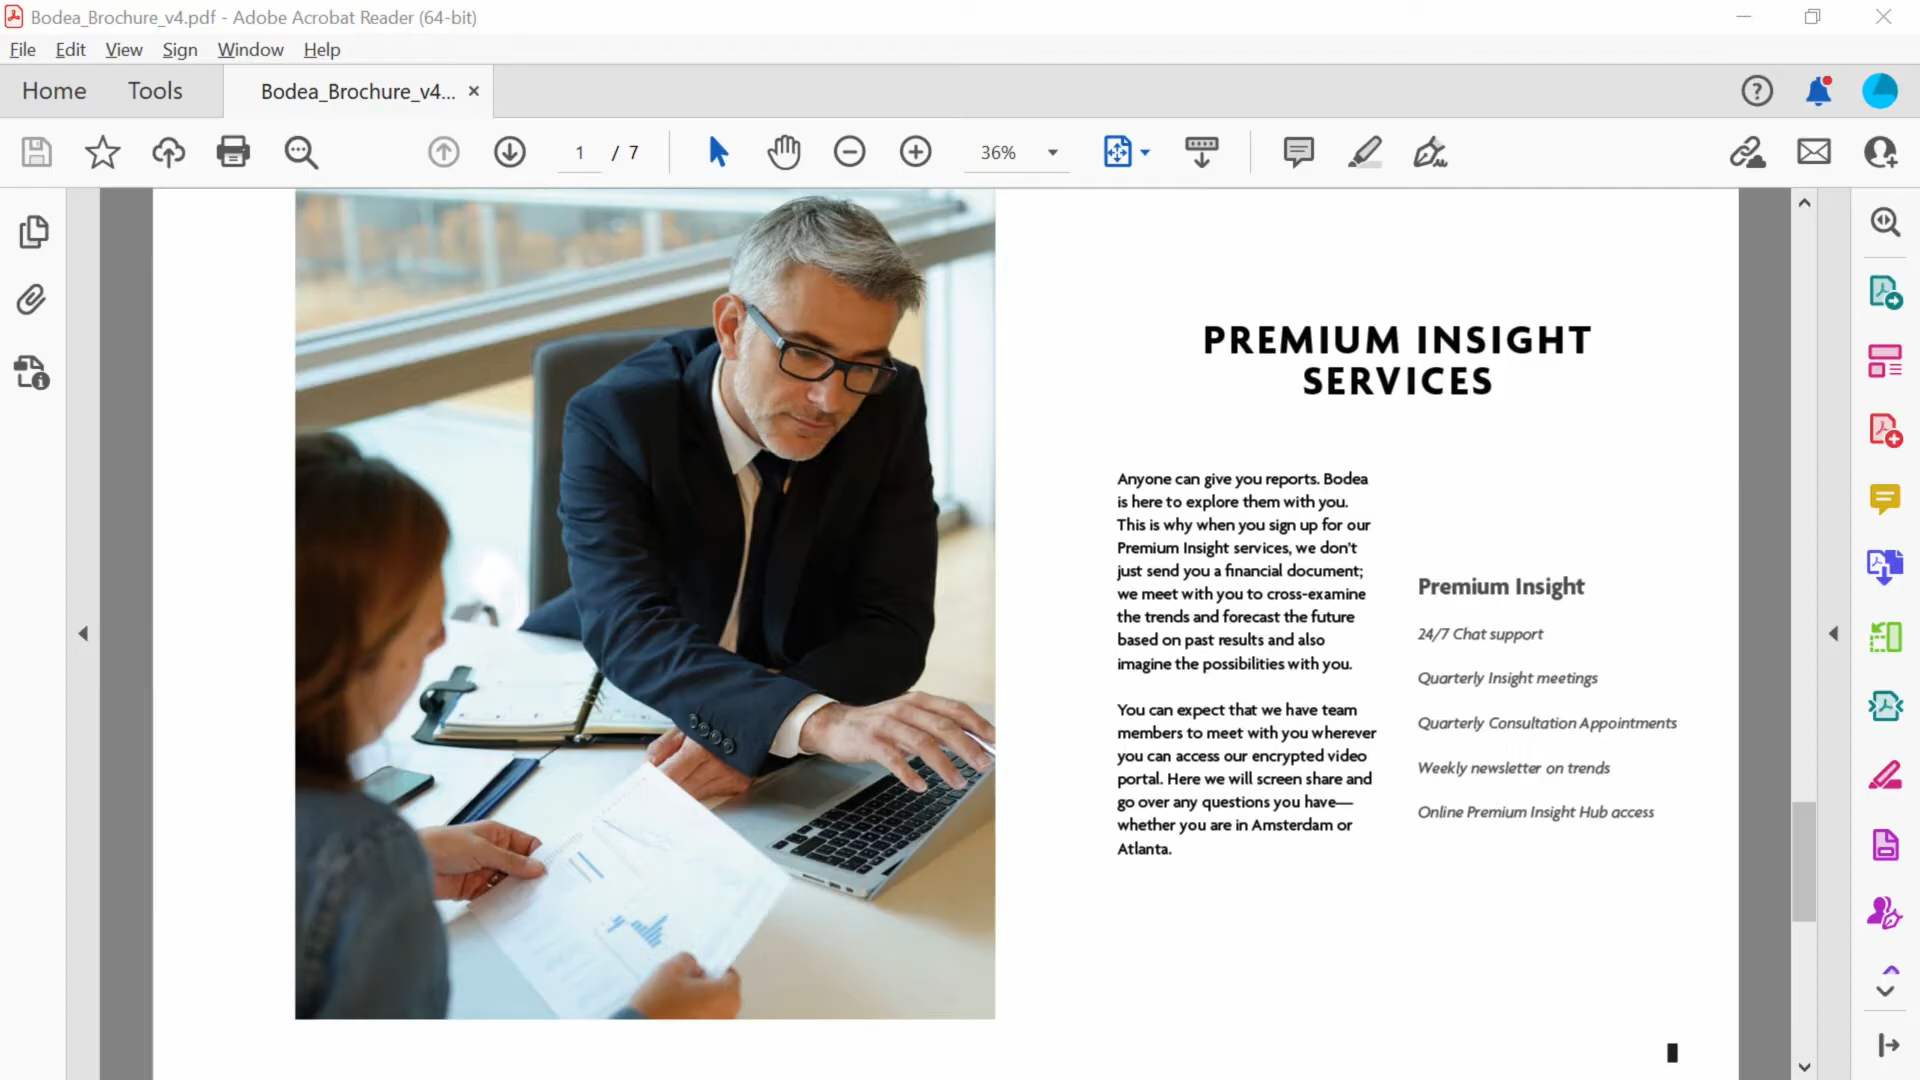 Bodea_Brochure_v4.pdf - Adobe Acrobat Reader (64-bit)
File Edit View Sign Window Help
Home Tools Bodea_Brochure_v4... ×
1 / 7 36%
PREMIUM INSIGHT
SERVICES
Anyone can give you reports. Bodea
is here to explore them with you.
This is why when you sign up for our
Premium Insight services, we don't
just send you a financial document;
we meet with you to cross-examine
the trends and forecast the future
based on past results and also
imagine the possibilities with you.
You can expect that we have team
members to meet with you wherever
you can access our encrypted video
portal. Here we will screen share and
go over any questions you have—
whether you are in Amsterdam or
Atlanta.
Premium Insight
24/7 Chat support
Quarterly Insight meetings
Quarterly Consultation Appointments
Weekly newsletter on trends
Online Premium Insight Hub access